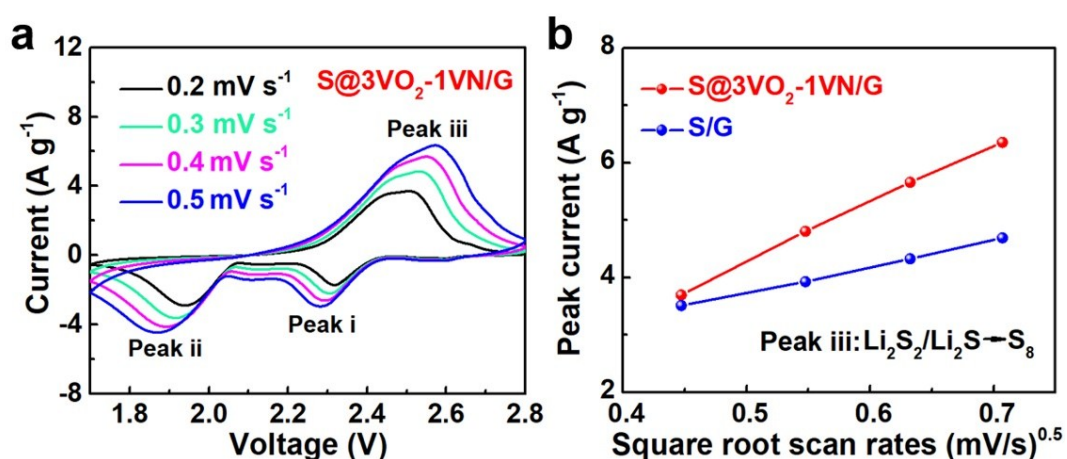 a
12
8
4
0
-4
-8
Current (A g⁻¹)
0.2 mV s⁻¹
0.3 mV s⁻¹
0.4 mV s⁻¹
0.5 mV s⁻¹
S@3VO₂-1VN/G
Peak iii
Peak i
Peak ii
1.8 2.0 2.2 2.4 2.6 2.8
Voltage (V)
b
8
6
4
2
Peak current (A g⁻¹)
S@3VO₂-1VN/G
S/G
Peak iii: Li₂S₂/Li₂S→S₈
0.4 0.5 0.6 0.7
Square root scan rates (mV/s)⁰·⁵